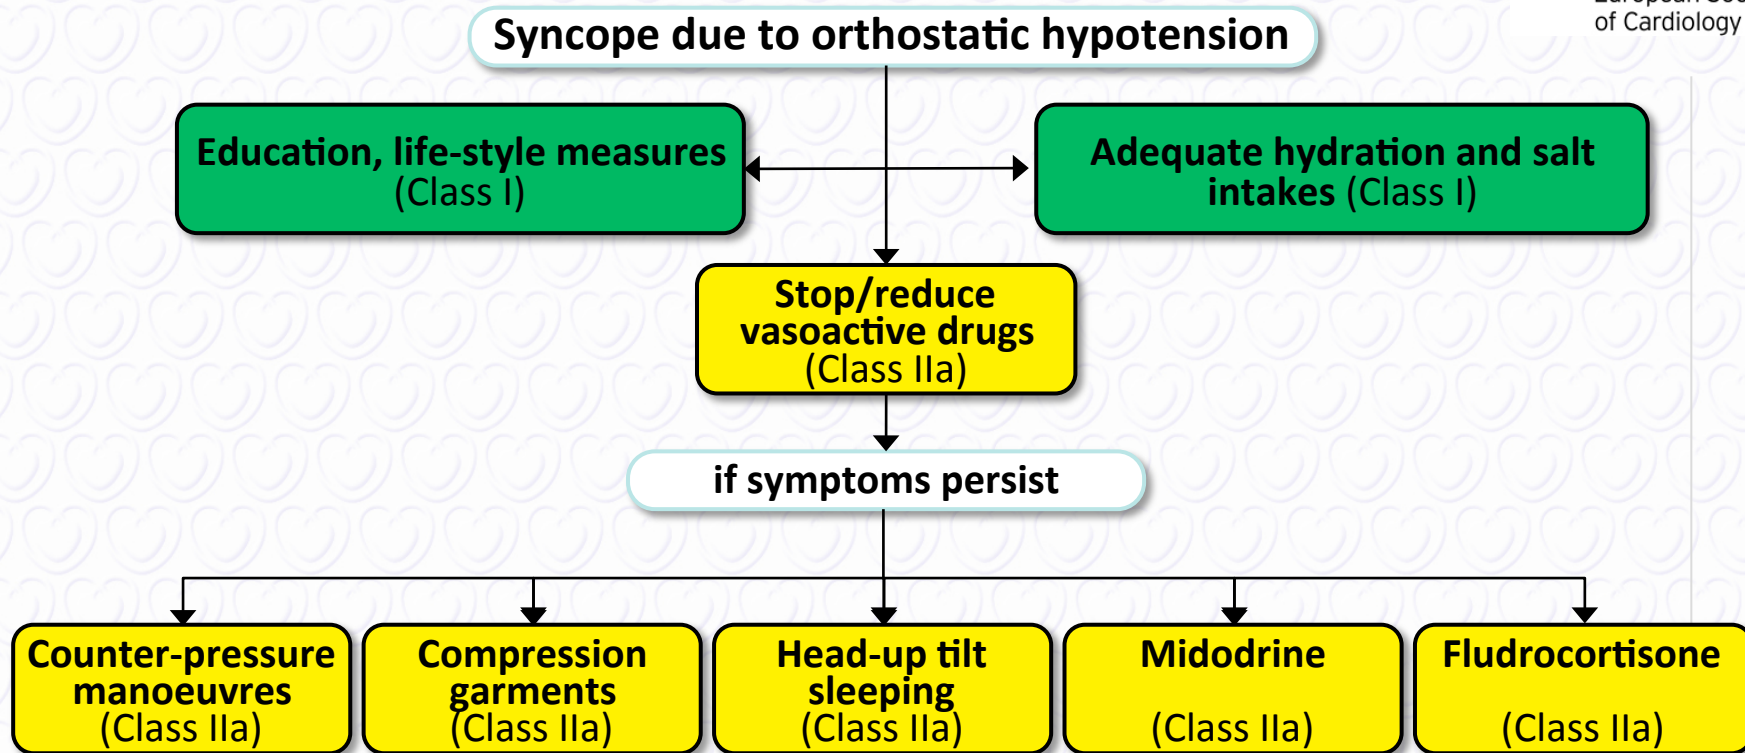 of Cardiology
Syncope due to orthostatic hypotension
Education, life-style measures
(Class I)
Adequate hydration and salt
intakes (Class I)
Stop/reduce
vasoactive drugs
(Class IIa)
if symptoms persist
Counter-pressure
manoeuvres
(Class IIa)
Compression
garments
(Class IIa)
Head-up tilt
sleeping
(Class IIa)
Midodrine
(Class IIa)
Fludrocortisone
(Class IIa)